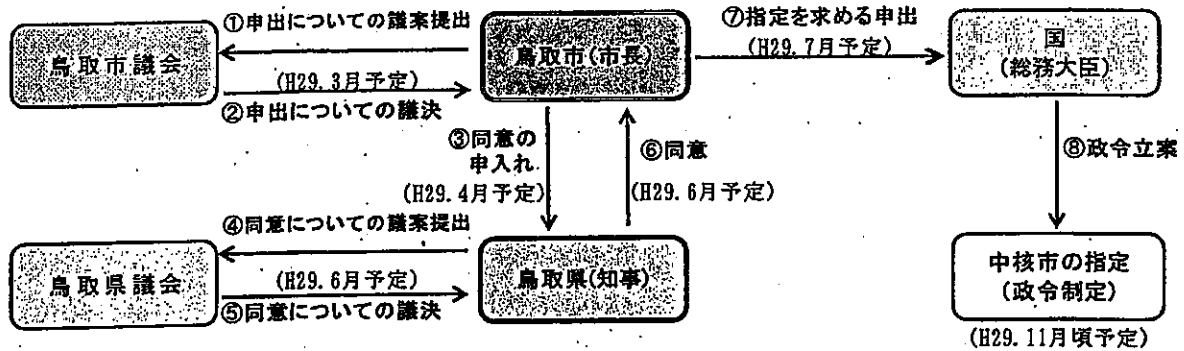 ①申出についての議案提出
鳥取市議会
(H29.3月予定)
②申出についての議決
鳥取市(市長)
⑦指定を求める申出
(H29.7月予定)
国
(総務大臣)
③同意の
申入れ
(H29.4月予定)
⑥同意
(H29.6月予定)
⑧政令立案
④同意についての議案提出
鳥取県議会
(H29.6月予定)
⑤同意についての議決
鳥取県(知事)
中核市の指定
(政令制定)
(H29.11月頃予定)